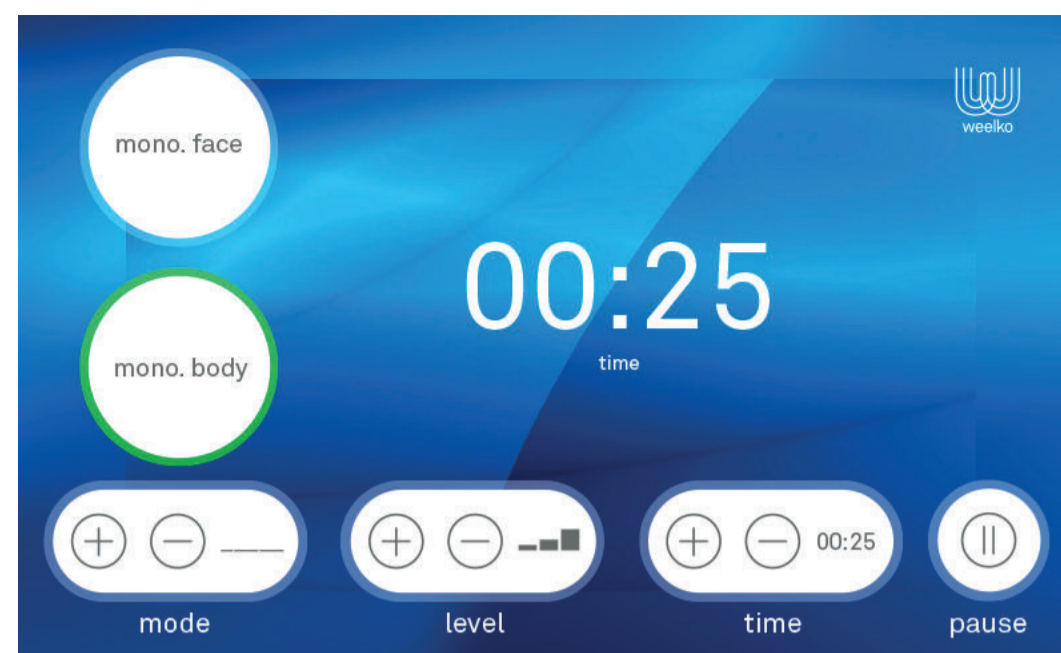 mono. face
weelko
00:25
time
mono. body
00:25
mode
level
time
pause